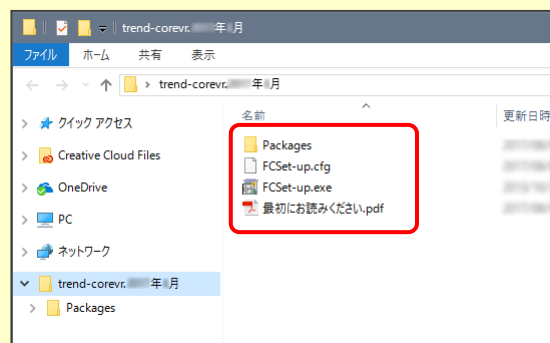 trend-corevr. 年 月
ファイル ホーム 共有 表示
trend-corevr. 年 月
名前 更新日時
クイック アクセス
Packages
Creative Cloud Files
FCSet-up.cfg
OneDrive
FCSet-up.exe
PC
最初にお読みください.pdf
ネットワーク
trend-corevr. 年 月
Packages